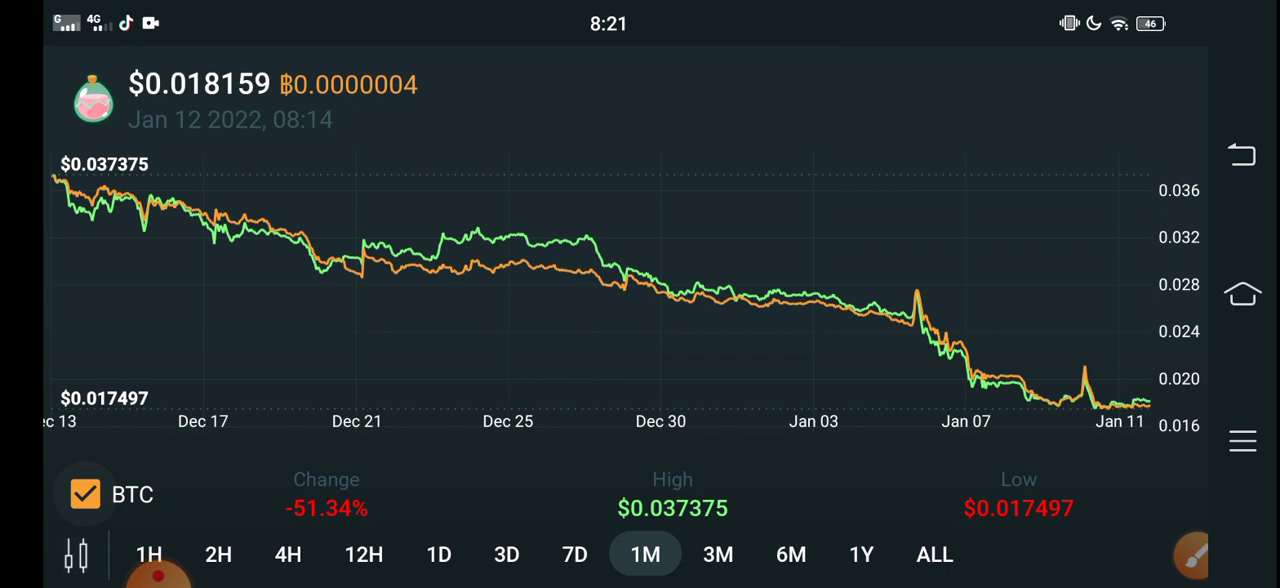 G 4G 8:21 46
$0.018159 ฿0.0000004
Jan 12 2022, 08:14
$0.037375
0.036
0.032
0.028
0.024
0.020
$0.017497
0.016
c 13 Dec 17 Dec 21 Dec 25 Dec 30 Jan 03 Jan 07 Jan 11
BTC
Change High Low
-51.34% $0.037375 $0.017497
1H 2H 4H 12H 1D 3D 7D 1M 3M 6M 1Y ALL